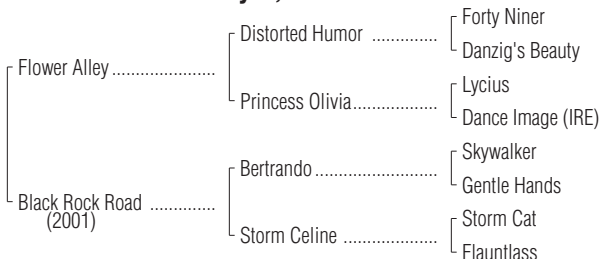 Forty Niner
Distorted Humor ..............
Danzig's Beauty
Flower Alley ......................
Lycius
Princess Olivia..................
Dance Image (IRE)
Skywalker
Bertrando ..........................
Gentle Hands
Black Rock Road ..............
(2001)
Storm Cat
Storm Celine ....................
Flauntlass